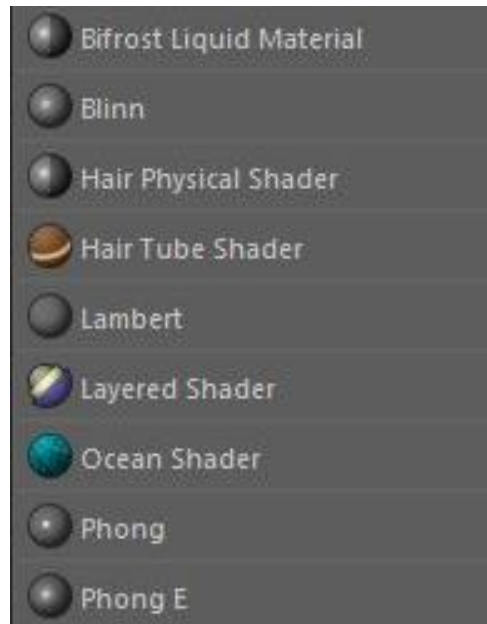 Bifrost Liquid Material
Blinn
Hair Physical Shader
Hair Tube Shader
Lambert
Layered Shader
Ocean Shader
Phong
Phong E